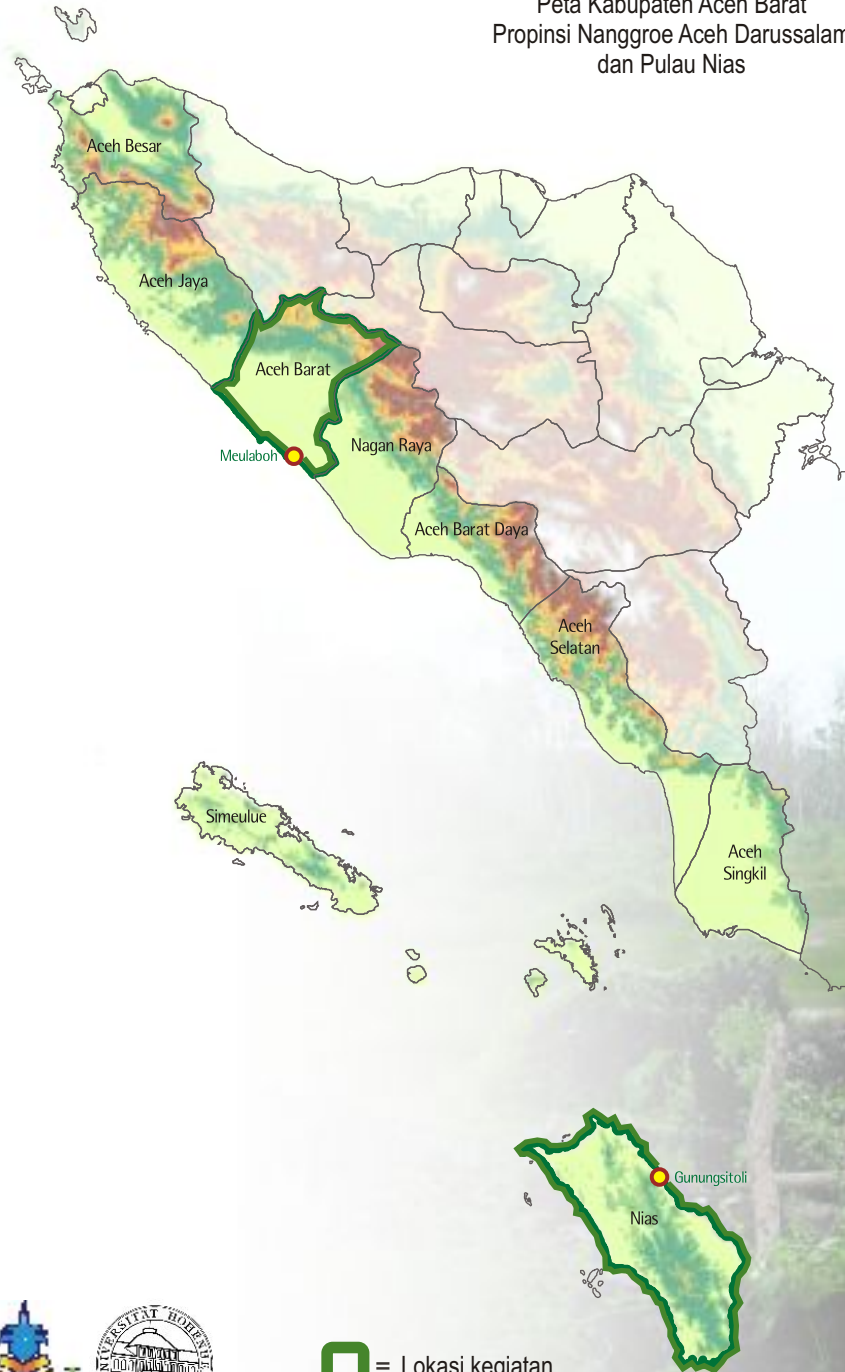 Peta Kabupaten Aceh Barat
Propinsi Nanggroe Aceh Darussalam
dan Pulau Nias
Aceh Besar
Aceh Jaya
Aceh Barat
Meulaboh
Nagan Raya
Aceh Barat Daya
Aceh
Selatan
Simeulue
Aceh
Singkil
Gunungsitoli
Nias
= Lokasi kegiatan